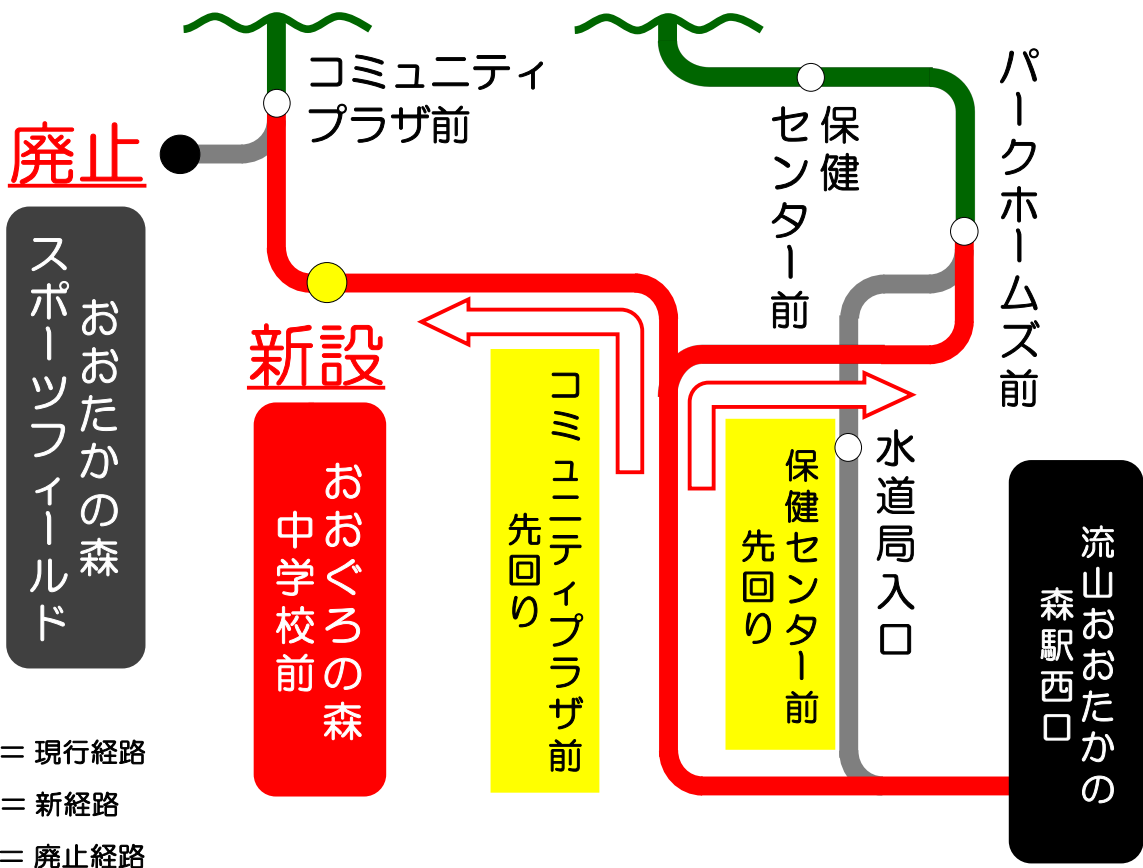 コミュニティ
プラザ前
保健
センター前
パークホームズ前
廃止
おおたかの森
スポーツフィールド
新設
おおぐろの森
中学校前
コミュニティプラザ前
先回り
保健センター前
先回り
水道局入口
流山おおたかの
森駅西口
= 現行経路
= 新経路
= 廃止経路